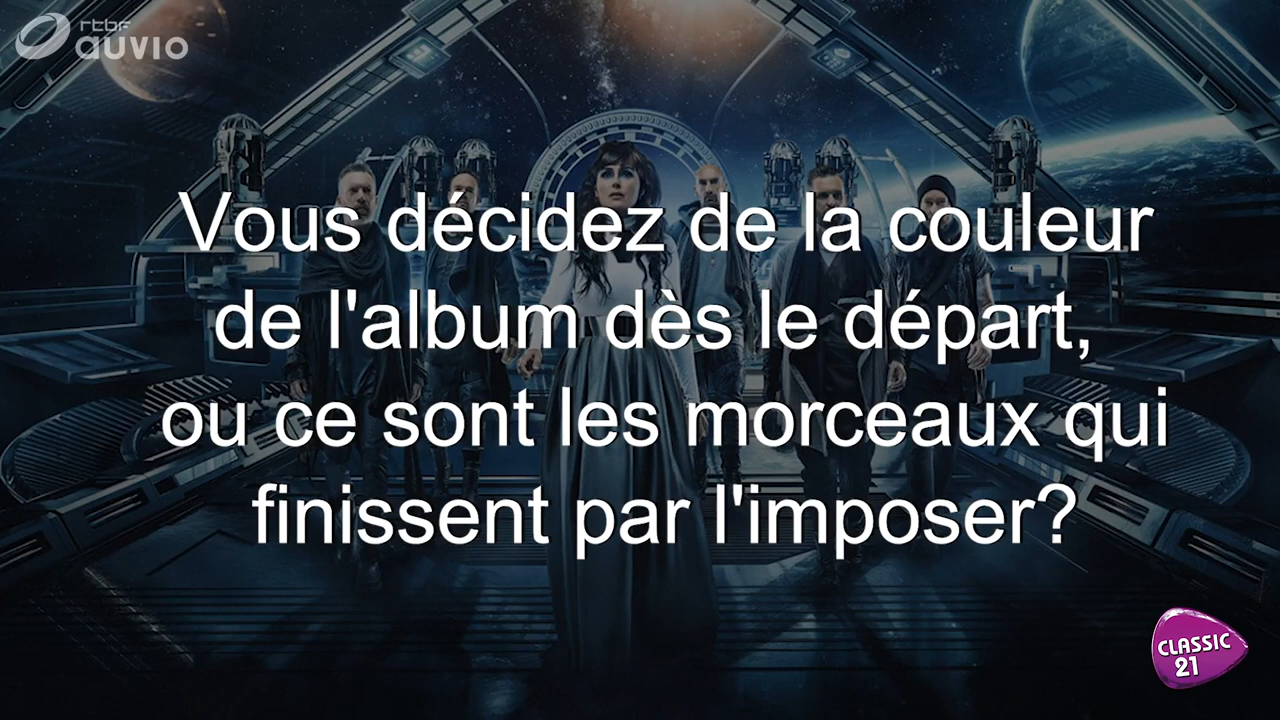 rtbf
auvio
Vous décidez de la couleur
de l'album dès le départ,
ou ce sont les morceaux qui
finissent par l'imposer?
CLASSIC
21